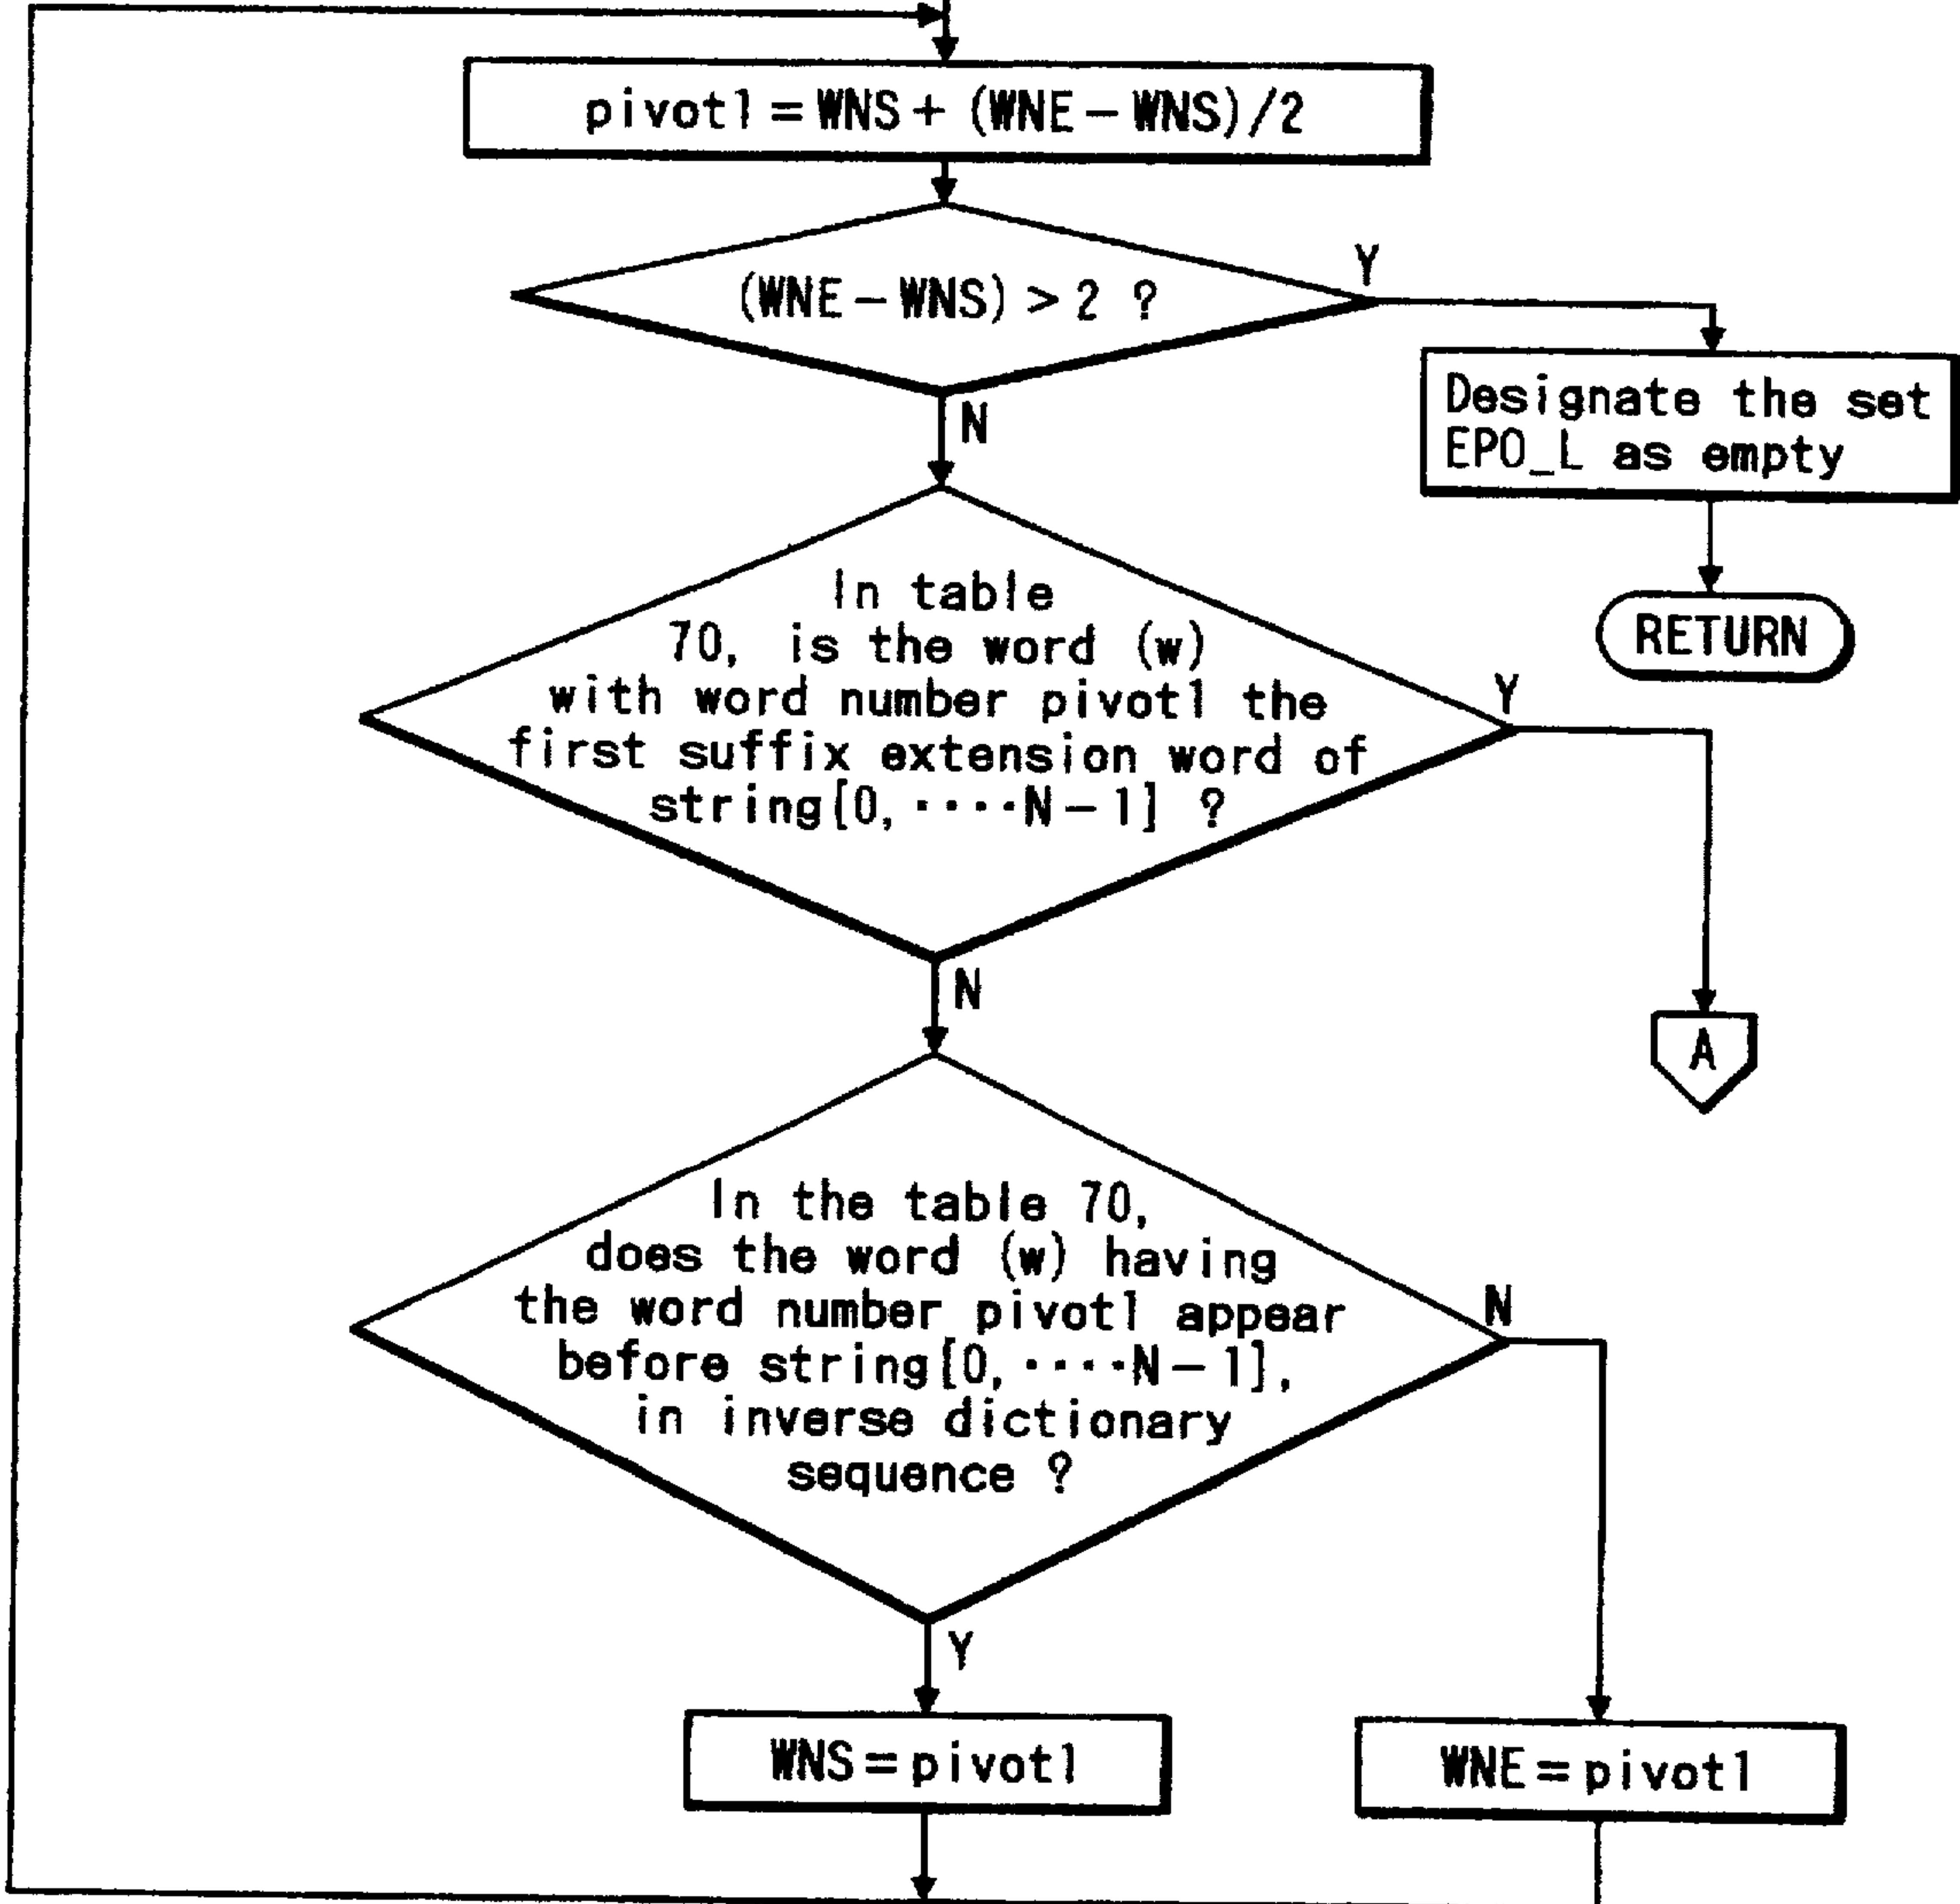 pivot1 = WNS + (WNE − WNS)/2
(WNE − WNS) > 2 ?
Y
Designate the set
EPO_L as empty
N
RETURN
In table
70, is the word (w)
with word number pivot1 the
first suffix extension word of
string[0, ····N−1] ?
Y
N
A
In the table 70,
does the word (w) having
the word number pivot1 appear
before string[0, ····N−1],
in inverse dictionary
sequence ?
N
Y
WNS = pivot1
WNE = pivot1